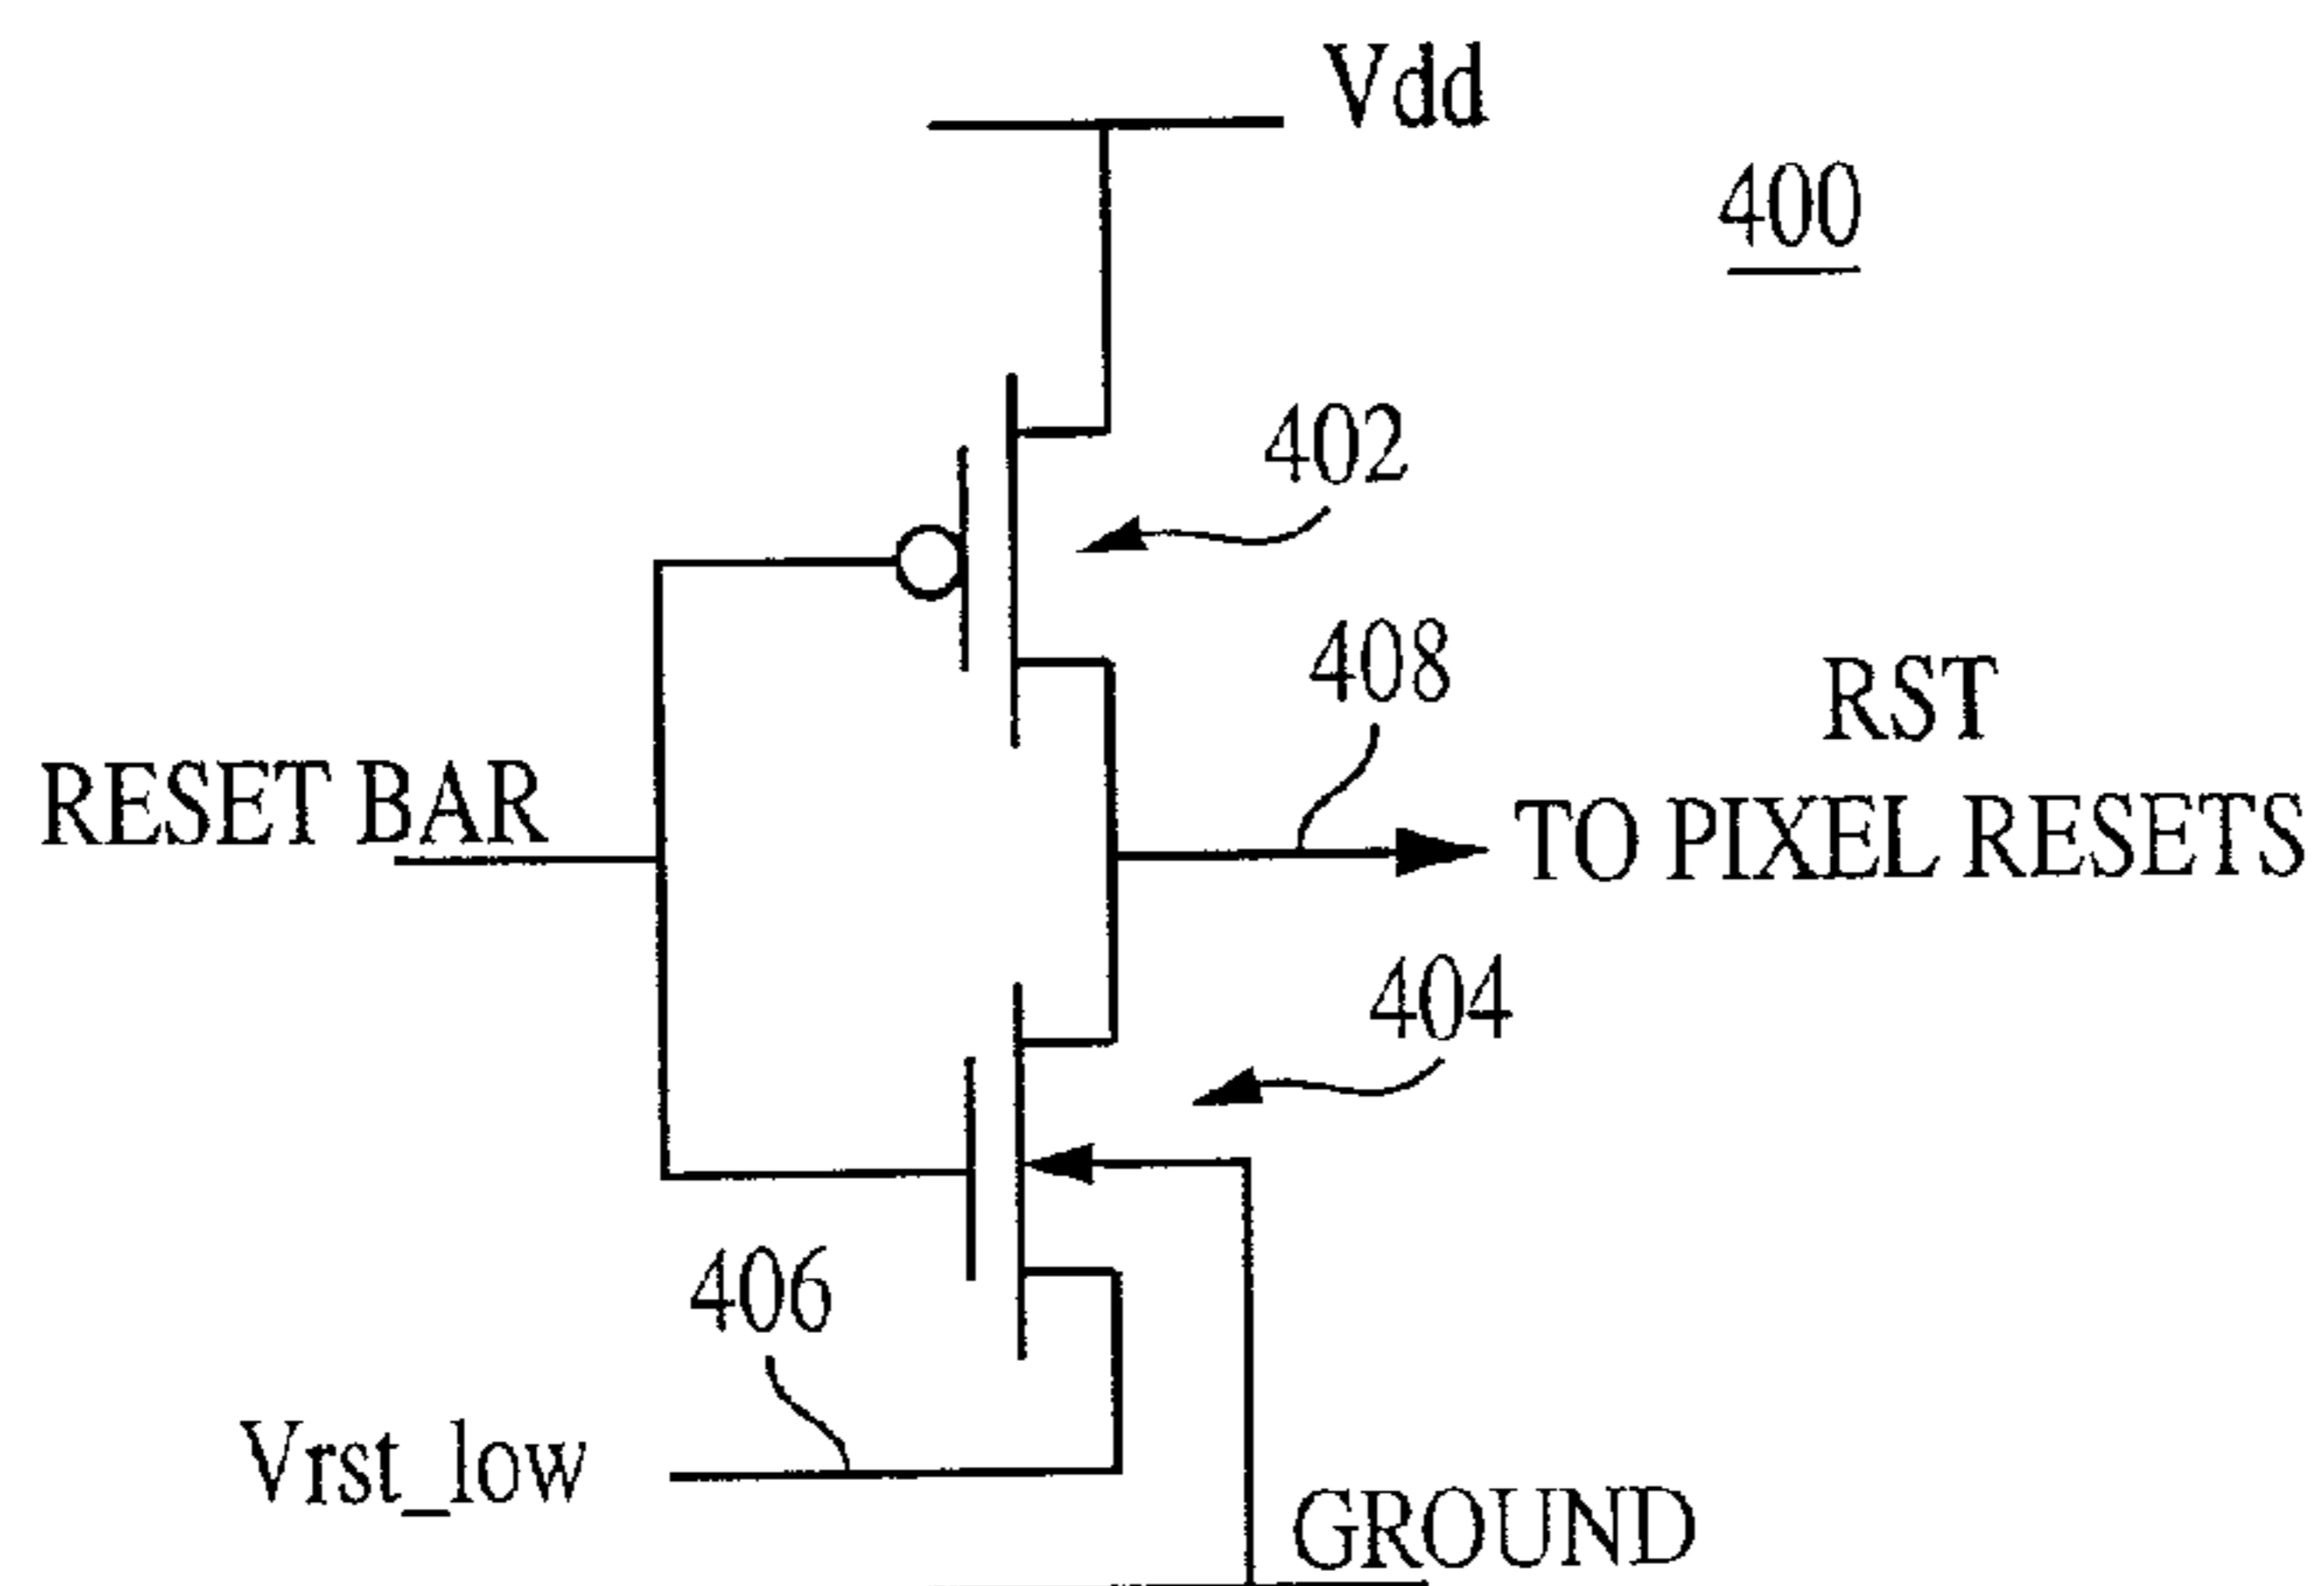 Vdd
400
402
408
RST
RESET BAR
TO PIXEL RESETS
404
406
Vrst_low
GROUND